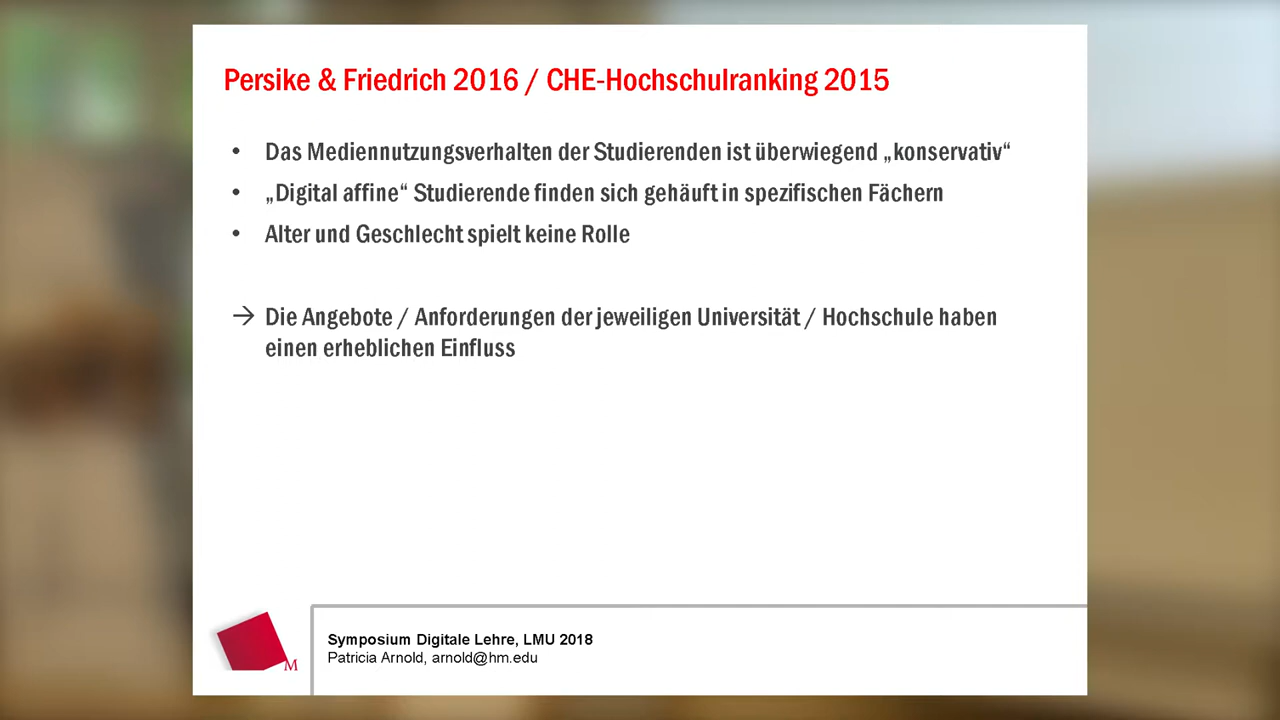 Persike & Friedrich 2016 / CHE-Hochschulranking 2015
• Das Mediennutzungsverhalten der Studierenden ist überwiegend „konservativ“
• „Digital affine“ Studierende finden sich gehäuft in spezifischen Fächern
• Alter und Geschlecht spielt keine Rolle
→ Die Angebote / Anforderungen der jeweiligen Universität / Hochschule haben
einen erheblichen Einfluss
M
Symposium Digitale Lehre, LMU 2018
Patricia Arnold, arnold@hm.edu